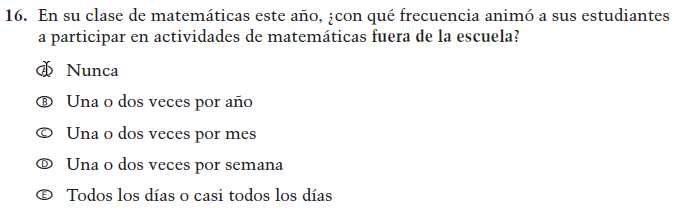 16. En su clase de matemáticas este año, ¿con qué frecuencia animó a sus estudiantes
a participar en actividades de matemáticas fuera de la escuela?
Nunca
Ⓑ Una o dos veces por año
Ⓒ Una o dos veces por mes
Ⓓ Una o dos veces por semana
Ⓔ Todos los días o casi todos los días